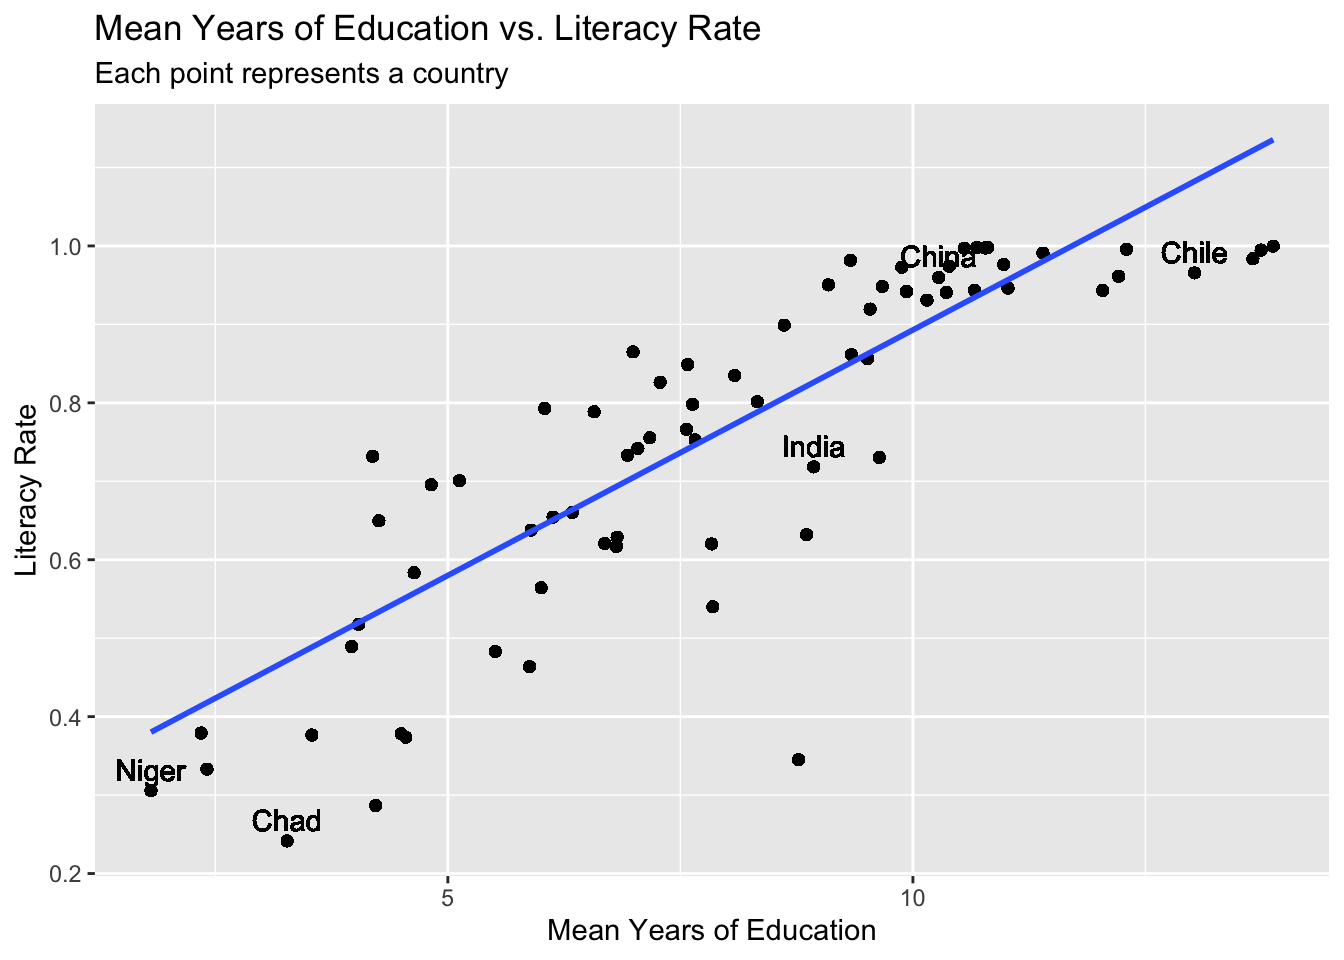 Mean Years of Education vs. Literacy Rate
Each point represents a country
Literacy Rate
1.0
0.8
0.6
0.4
0.2
China
Chile
India
Niger
Chad
5
10
Mean Years of Education